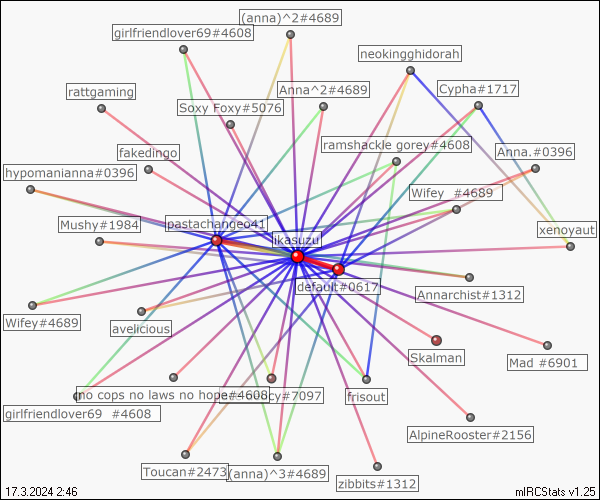 (anna)^2#4689
girlfriendlover69#4608
neokingghidorah
rattgaming
Anna^2#4689
Cypha#1717
Soxy Foxy#5076
ramshackle gorey#4608
fakedingo
Anna.#0396
hypomanianna#0396
Wifey #4689
Mushy#1984
pastachangeo41
xenoyaut
ikasuzu
default#0617
Annarchist#1312
Wifey#4689
avelicious
Skalman
Mad #6901
no cops no laws no hope#4608
cy#7097
frisout
girlfriendlover69 #4608
AlpineRooster#2156
Toucan#2473
(anna)^3#4689
zibbits#1312
17.3.2024 2:46
mIRCStats v1.25